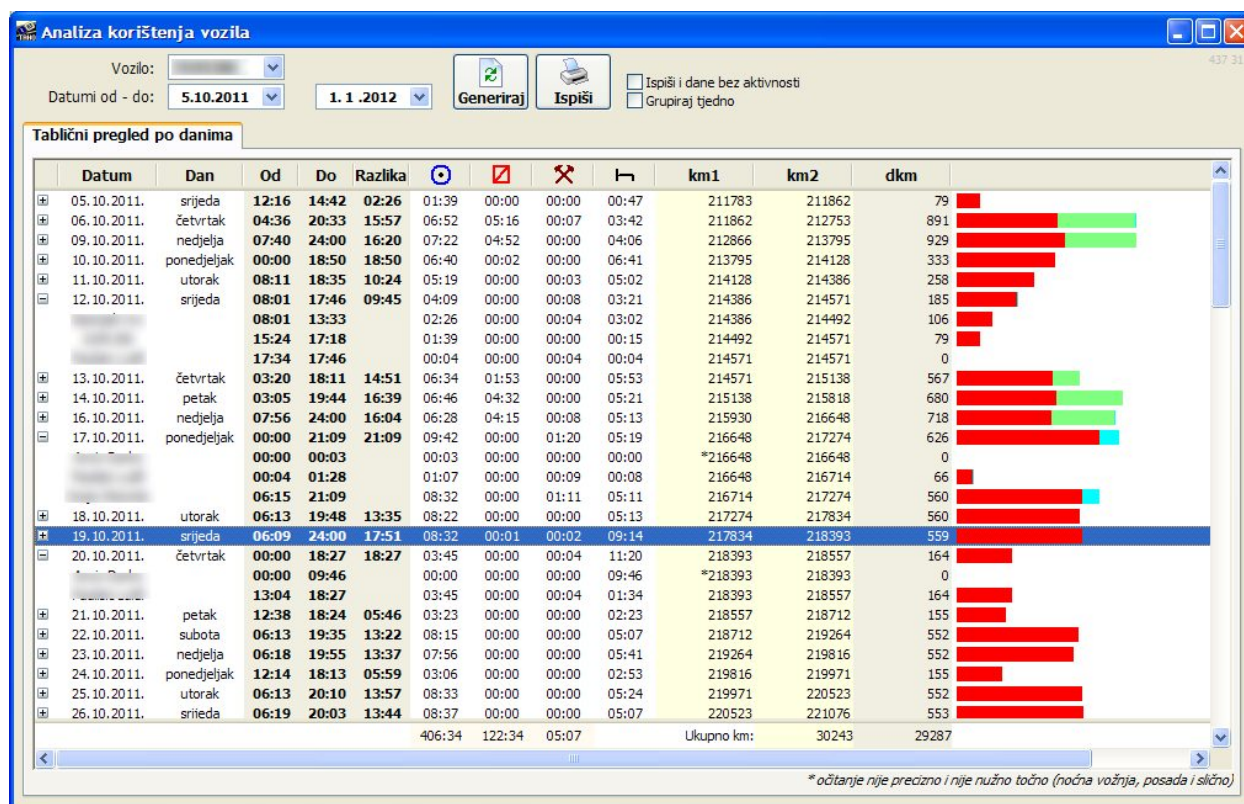 Analiza korištenja vozila
437 31
Vozilo:
Datumi od - do: 5.10.2011 1. 1 .2012 Generiraj Ispiši
Ispiši i dane bez aktivnosti
Grupiraj tjedno
Tablični pregled po danima
Datum Dan Od Do Razlika km1 km2 dkm
05.10.2011. srijeda 12:16 14:42 02:26 01:39 00:00 00:00 00:47 211783 211862 79
06.10.2011. četvrtak 04:36 20:33 15:57 06:52 05:16 00:07 03:42 211862 212753 891
09.10.2011. nedjelja 07:40 24:00 16:20 07:22 04:52 00:00 04:06 212866 213795 929
10.10.2011. ponedjeljak 00:00 18:50 18:50 06:40 00:02 00:00 06:41 213795 214128 333
11.10.2011. utorak 08:11 18:35 10:24 05:19 00:00 00:03 05:02 214128 214386 258
12.10.2011. srijeda 08:01 17:46 09:45 04:09 00:00 00:08 03:21 214386 214571 185
08:01 13:33 02:26 00:00 00:04 03:02 214386 214492 106
15:24 17:18 01:39 00:00 00:00 00:15 214492 214571 79
17:34 17:46 00:04 00:00 00:04 00:04 214571 214571 0
13.10.2011. četvrtak 03:20 18:11 14:51 06:34 01:53 00:00 05:53 214571 215138 567
14.10.2011. petak 03:05 19:44 16:39 06:46 04:32 00:00 05:21 215138 215818 680
16.10.2011. nedjelja 07:56 24:00 16:04 06:28 04:15 00:08 05:13 215930 216648 718
17.10.2011. ponedjeljak 00:00 21:09 21:09 09:42 00:00 01:20 05:19 216648 217274 626
00:00 00:03 00:03 00:00 00:00 00:00 *216648 216648 0
00:04 01:28 01:07 00:00 00:09 00:08 216648 216714 66
06:15 21:09 08:32 00:00 01:11 05:11 216714 217274 560
18.10.2011. utorak 06:13 19:48 13:35 08:22 00:00 00:00 05:13 217274 217834 560
19.10.2011. srijeda 06:09 24:00 17:51 08:32 00:01 00:02 09:14 217834 218393 559
20.10.2011. četvrtak 00:00 18:27 18:27 03:45 00:00 00:04 11:20 218393 218557 164
00:00 09:46 00:00 00:00 00:00 09:46 *218393 218393 0
13:04 18:27 03:45 00:00 00:04 01:34 218393 218557 164
21.10.2011. petak 12:38 18:24 05:46 03:23 00:00 00:00 02:23 218557 218712 155
22.10.2011. subota 06:13 19:35 13:22 08:15 00:00 00:00 05:07 218712 219264 552
23.10.2011. nedjelja 06:18 19:55 13:37 07:56 00:00 00:00 05:41 219264 219816 552
24.10.2011. ponedjeljak 12:14 18:13 05:59 03:06 00:00 00:00 02:53 219816 219971 155
25.10.2011. utorak 06:13 20:10 13:57 08:33 00:00 00:00 05:24 219971 220523 552
26.10.2011. srijeda 06:19 20:03 13:44 08:37 00:00 00:00 05:07 220523 221076 553
406:34 122:34 05:07 Ukupno km: 30243 29287
* očitanje nije precizno i nije nužno točno (noćna vožnja, posada i slično)